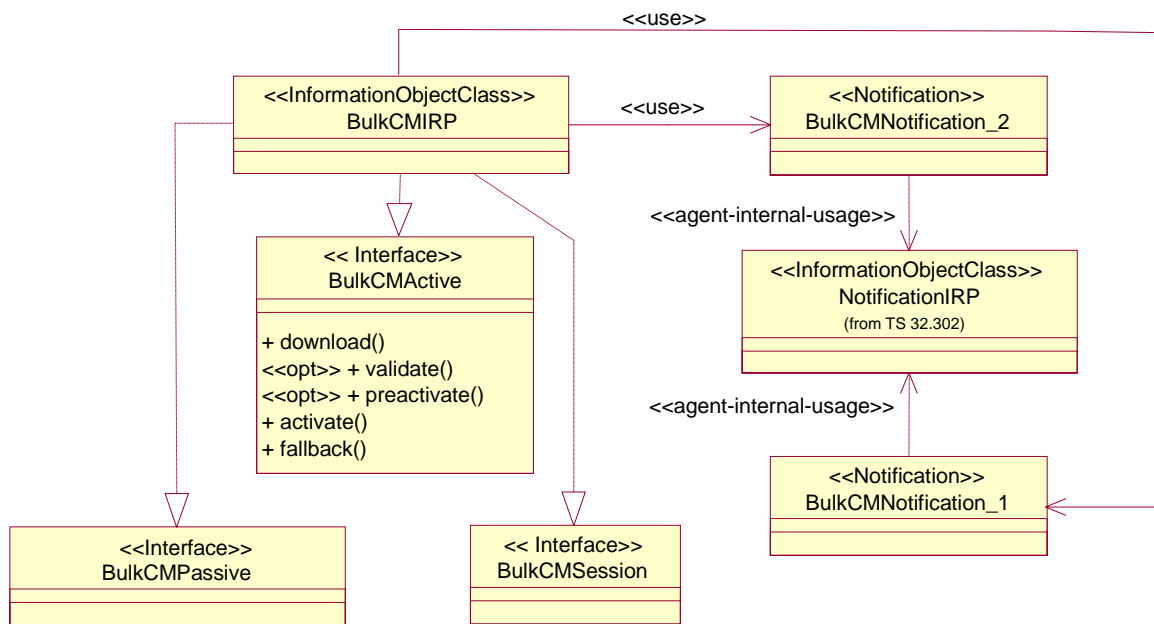 <<use>>
<<InformationObjectClass>>
BulkCMIRP
<<use>>
<<Notification>>
BulkCMNotification_2
<<agent-internal-usage>>
<< Interface>>
BulkCMActive
+ download()
<<opt>> + validate()
<<opt>> + preactivate()
+ activate()
+ fallback()
<<InformationObjectClass>>
NotificationIRP
(from TS 32.302)
<<agent-internal-usage>>
<<Notification>>
BulkCMNotification_1
<<Interface>>
BulkCMPassive
<< Interface>>
BulkCMSession